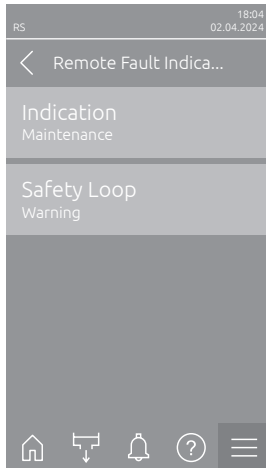 18:04
RS 02.04.2024
Remote Fault Indica...
Indication
Maintenance
Safety Loop
Warning
?